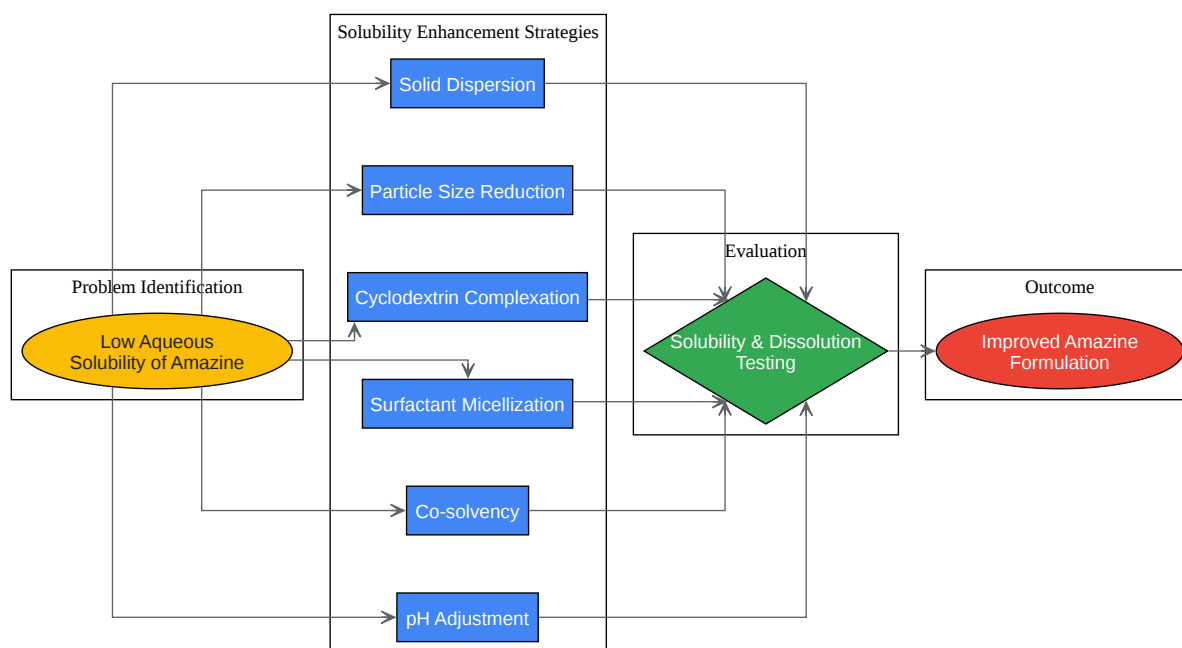 Solubility Enhancement Strategies
Solid Dispersion
Particle Size Reduction
Evaluation
Problem Identification
Cyclodextrin Complexation
Outcome
Low Aqueous
Solubility of Amazine
Solubility & Dissolution
Testing
Improved Amazine
Formulation
Surfactant Micellization
Co-solvency
pH Adjustment